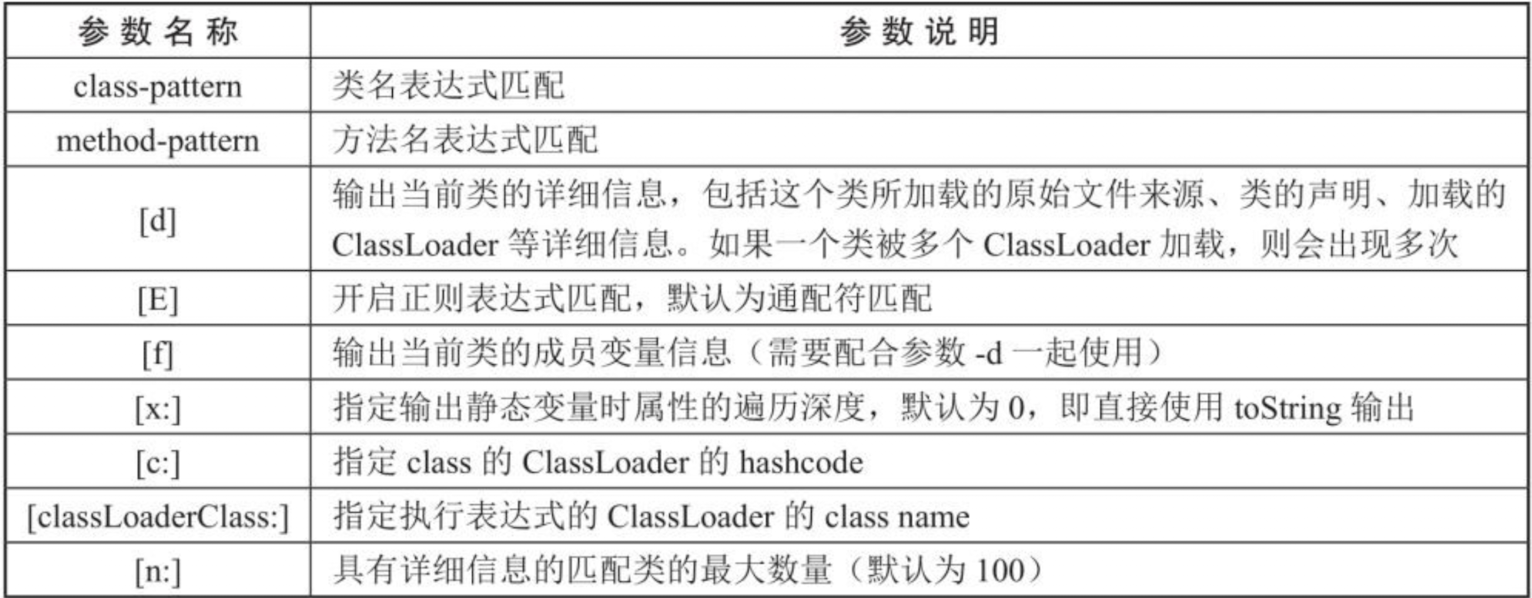 参数名称 参数说明
class-pattern 类名表达式匹配
method-pattern 方法名表达式匹配
[d] 输出当前类的详细信息，包括这个类所加载的原始文件来源、类的声明、加载的
ClassLoader 等详细信息。如果一个类被多个 ClassLoader 加载，则会出现多次
[E] 开启正则表达式匹配，默认为通配符匹配
[f] 输出当前类的成员变量信息（需要配合参数 -d 一起使用）
[x:] 指定输出静态变量时属性的遍历深度，默认为 0，即直接使用 toString 输出
[c:] 指定 class 的 ClassLoader 的 hashcode
[classLoaderClass:] 指定执行表达式的 ClassLoader 的 class name
[n:] 具有详细信息的匹配类的最大数量（默认为 100）